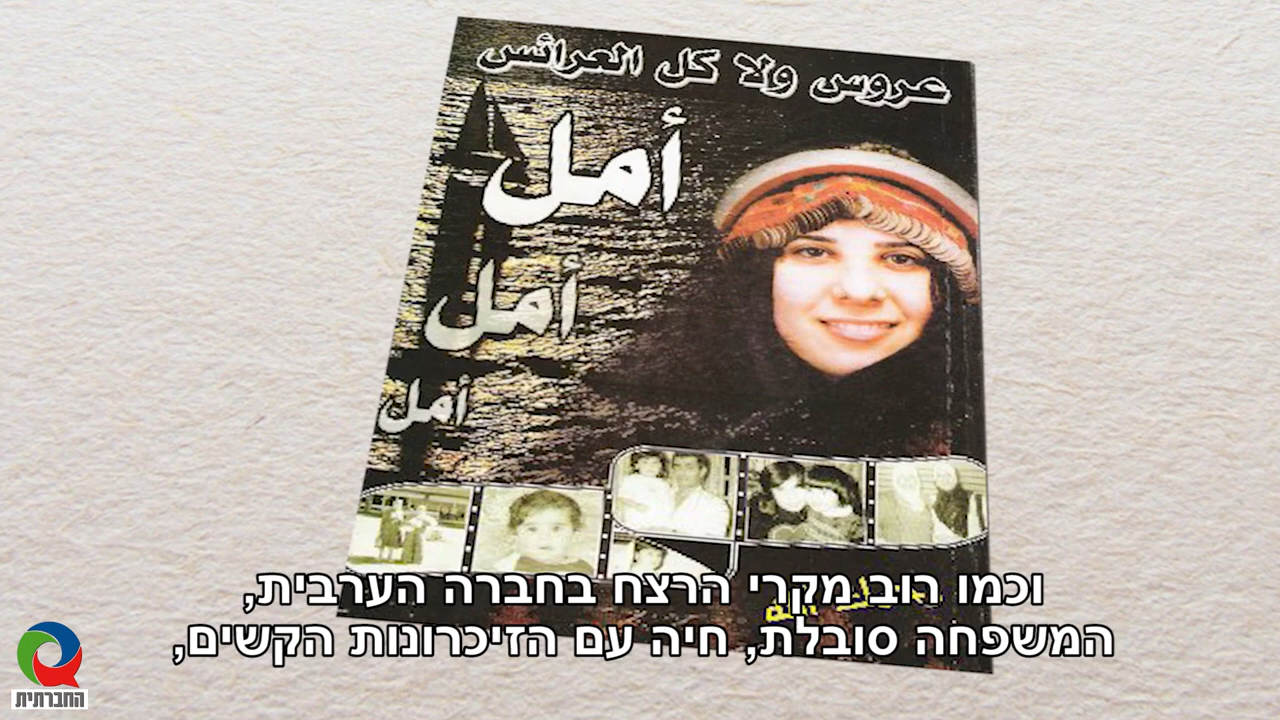 عروس ولا كل العرائس
أمل
أمل
أمل
וכמו רוב מקרי הרצח בחברה הערבית,
המשפחה סובלת, חיה עם הזיכרונות הקשים,
החברתית